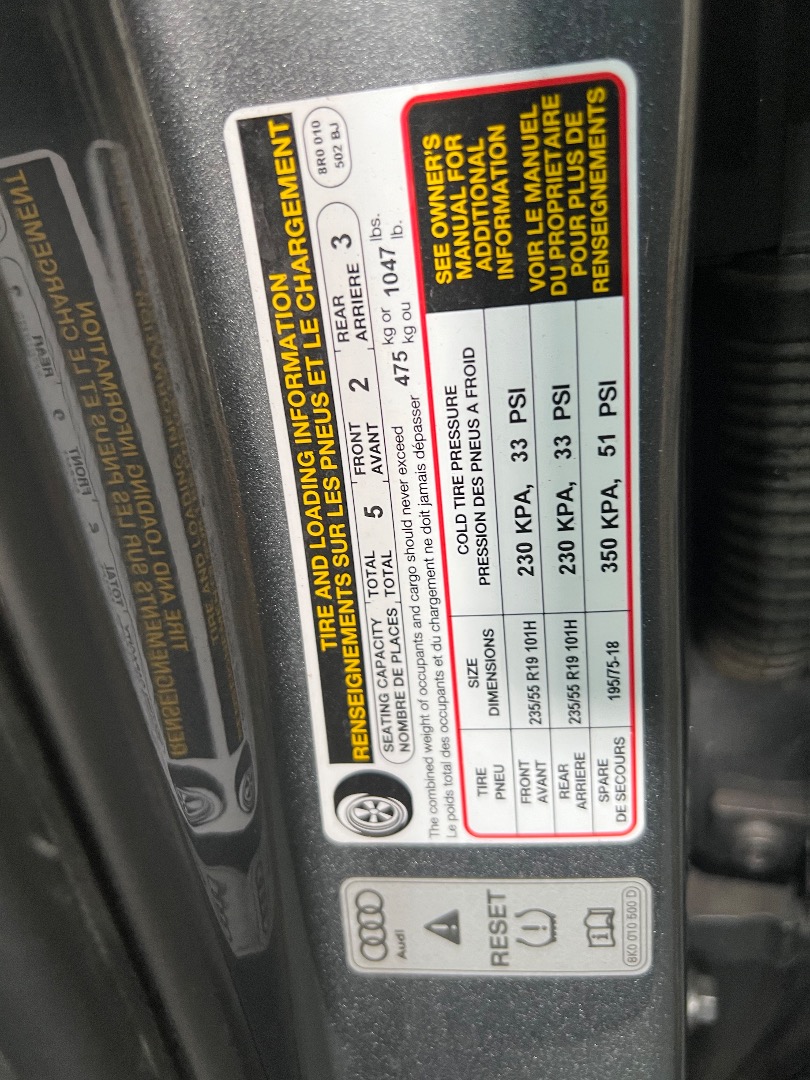 TIRE AND LOADING INFORMATION
RENSEIGNEMENTS SUR LES PNEUS ET LE CHARGEMENT
SEATING CAPACITY TOTAL 5 FRONT 2 REAR 3
NOMBRE DE PLACES TOTAL AVANT ARRIERE
8R0 010
502 BJ
The combined weight of occupants and cargo should never exceed 475 kg or 1047 lbs.
Le poids total des occupants et du chargement ne doit jamais dépasser kg ou lb.
TIRE SIZE COLD TIRE PRESSURE
PNEU DIMENSIONS PRESSION DES PNEUS A FROID
FRONT
AVANT 235/55 R19 101H 230 KPA, 33 PSI
REAR
ARRIERE 235/55 R19 101H 230 KPA, 33 PSI
SPARE
DE SECOURS 195/75-18 350 KPA, 51 PSI
SEE OWNER'S
MANUAL FOR
ADDITIONAL
INFORMATION
VOIR LE MANUEL
DU PROPRIETAIRE
POUR PLUS DE
RENSEIGNEMENTS
Audi
RESET
8K0 010 500 D
TIRE AND LOADING INFORMATION
RENSEIGNEMENTS SUR LES PNEUS ET LE CHARGEMENT